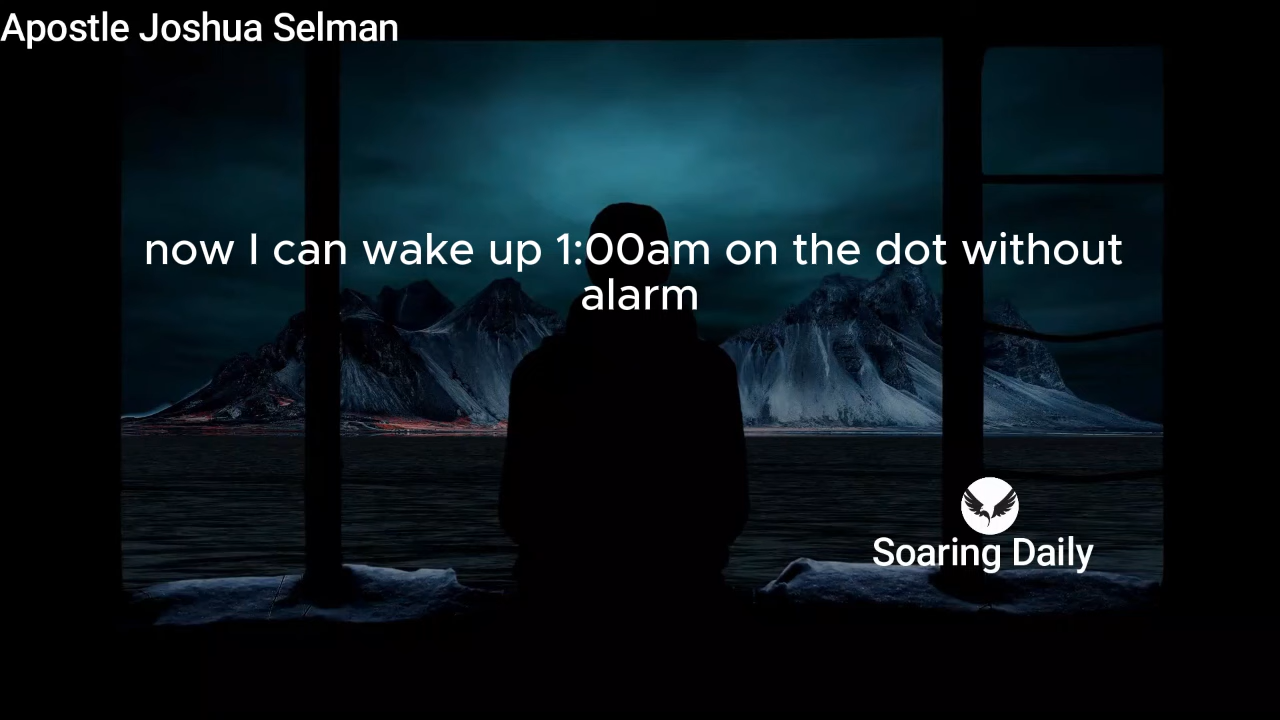 Apostle Joshua Selman
now I can wake up 1:00am on the dot without
alarm
Soaring Daily